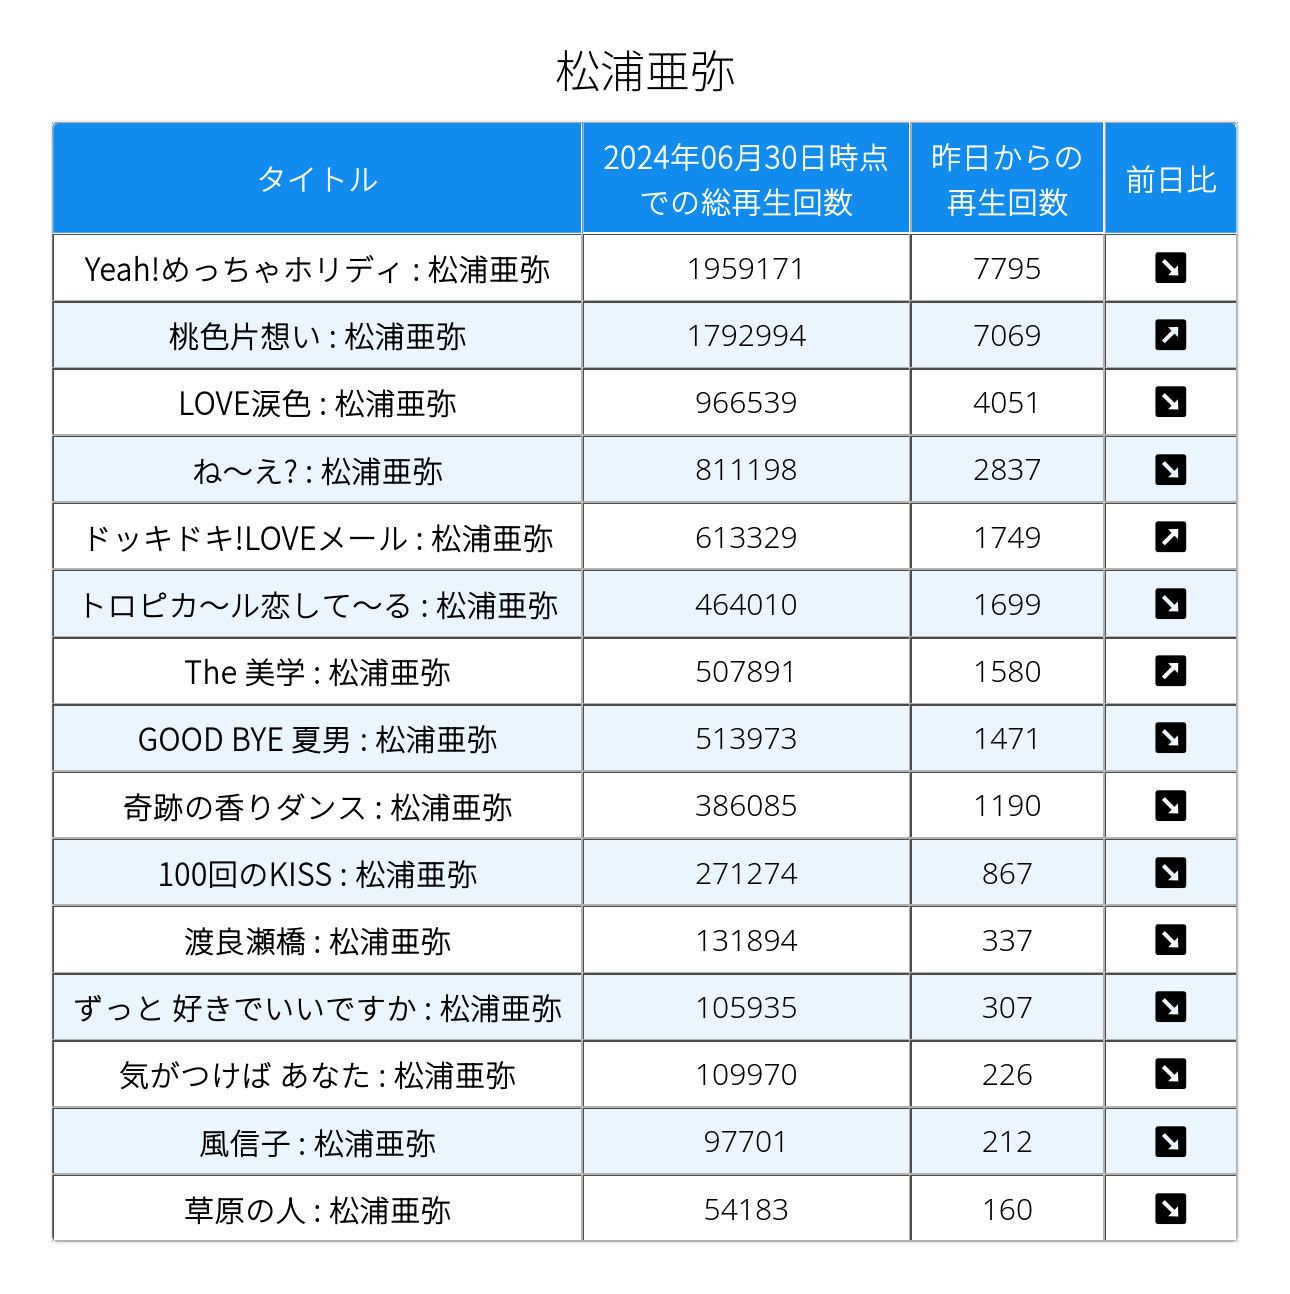 松浦亜弥
タイトル 2024年06月30日時点での総再生回数 昨日からの再生回数 前日比
Yeah!めっちゃホリディ : 松浦亜弥 1959171 7795
桃色片想い : 松浦亜弥 1792994 7069
LOVE涙色 : 松浦亜弥 966539 4051
ね～え? : 松浦亜弥 811198 2837
ドッキドキ!LOVEメール : 松浦亜弥 613329 1749
トロピカ～ル恋して～る : 松浦亜弥 464010 1699
The 美学 : 松浦亜弥 507891 1580
GOOD BYE 夏男 : 松浦亜弥 513973 1471
奇跡の香りダンス : 松浦亜弥 386085 1190
100回のKISS : 松浦亜弥 271274 867
渡良瀬橋 : 松浦亜弥 131894 337
ずっと 好きでいいですか : 松浦亜弥 105935 307
気がつけば あなた : 松浦亜弥 109970 226
風信子 : 松浦亜弥 97701 212
草原の人 : 松浦亜弥 54183 160